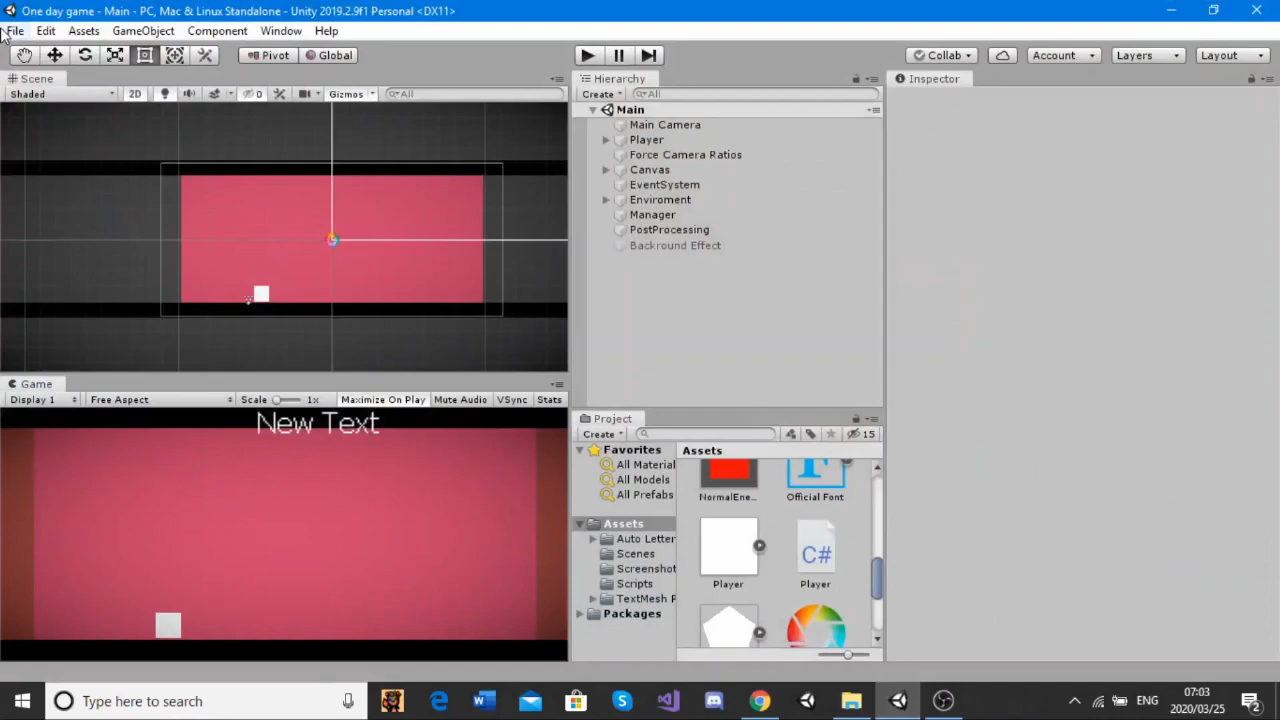 One day game - Main - PC, Mac & Linux Standalone - Unity 2019.2.9f1 Personal <DX11>
File Edit Assets GameObject Component Window Help
Pivot Global Collab Account Layers Layout
Scene
Shaded 2D 0 Gizmos All
Hierarchy
Create All
Main
Main Camera
Player
Force Camera Ratios
Canvas
EventSystem
Enviroment
Manager
PostProcessing
Backround Effect
Inspector
Game
Display 1 Free Aspect Scale 1x Maximize On Play Mute Audio VSync Stats
New Text
Project
Create 15
Favorites
All Material
All Models
All Prefabs
Assets
Auto Letter
Scenes
Screenshot
Scripts
TextMesh P
Packages
Assets
NormalEne... Official Font
C#
Player Player
Type here to search
ENG
07:03
2020/03/25
2